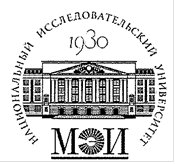 НАЦИОНАЛЬНЫЙ ИССЛЕДОВАТЕЛЬСКИЙ УНИВЕРСИТЕТ
1930
МЭИ